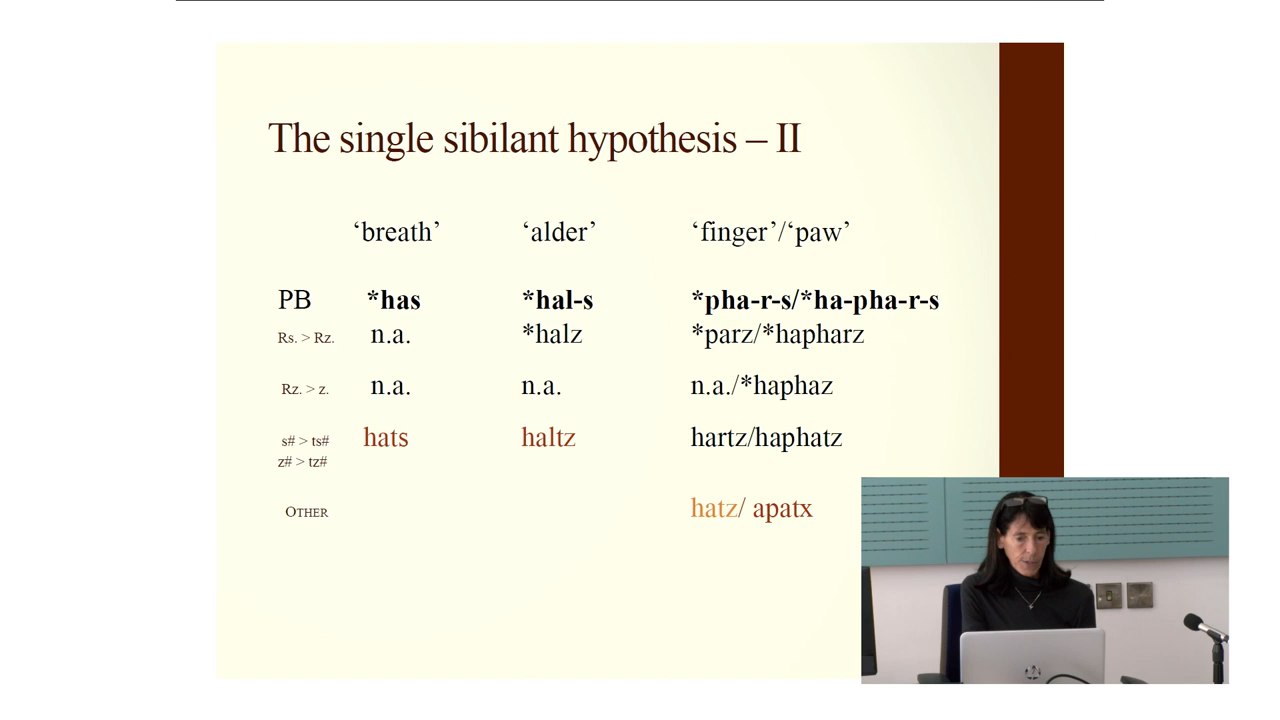 The single sibilant hypothesis – II
‘breath’ ‘alder’ ‘finger’/‘paw’
PB *has *hal-s *pha-r-s/*ha-pha-r-s
Rs. > Rz. n.a. *halz *parz/*hapharz
Rz. > z. n.a. n.a. n.a./*haphaz
s# > ts# hats haltz hartz/haphatz
z# > tz#
OTHER hatz/ apatx